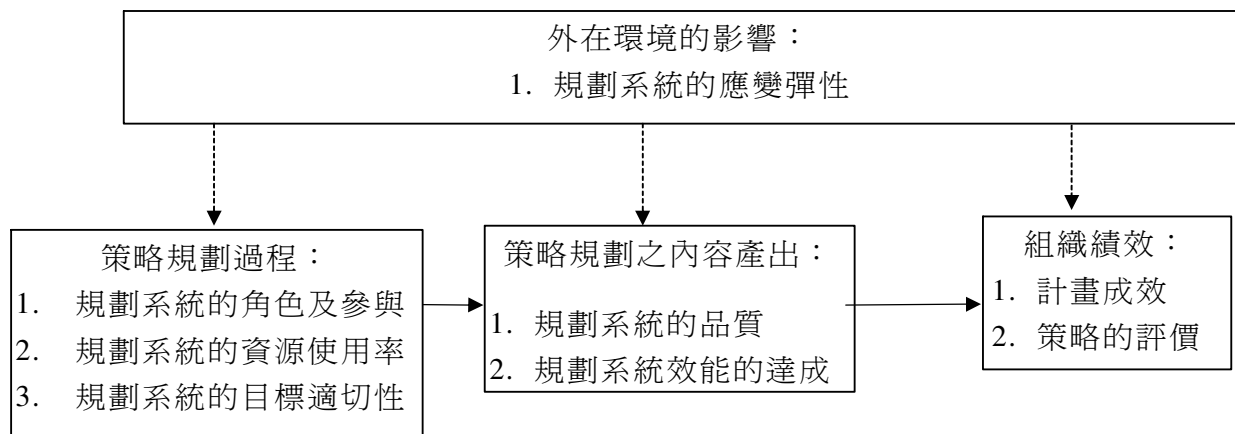 外在環境的影響：
1. 規劃系統的應變彈性
策略規劃過程：
1. 規劃系統的角色及參與
2. 規劃系統的資源使用率
3. 規劃系統的目標適切性
策略規劃之內容產出：
1. 規劃系統的品質
2. 規劃系統效能的達成
組織績效：
1. 計畫成效
2. 策略的評價